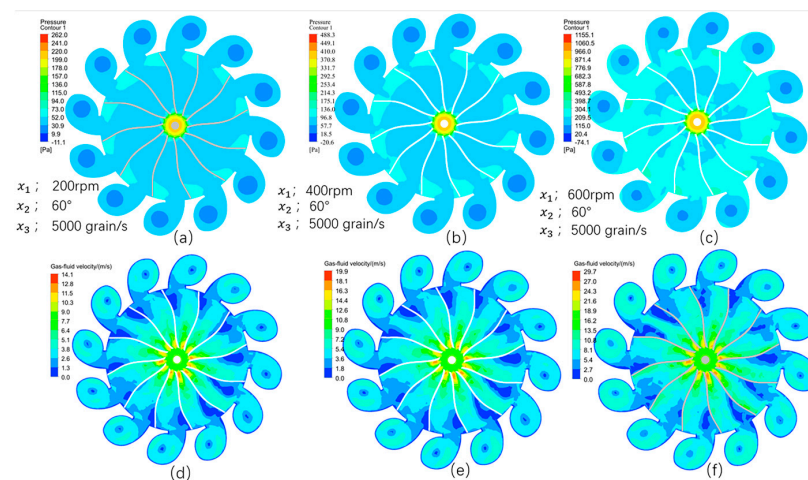 Pressure
Contour 1
262.0
241.0
220.0
199.0
178.0
157.0
136.0
115.0
94.0
73.0
52.0
30.9
9.9
-11.1
[Pa]
x₁ ; 200rpm
x₂ ; 60°
x₃ ; 5000 grain/s
(a)
Pressure
Contour 1
488.3
449.1
410.0
370.8
331.7
292.5
253.4
214.3
175.1
136.0
96.8
57.7
18.5
-20.6
[Pa]
x₁ ; 400rpm
x₂ ; 60°
x₃ ; 5000 grain/s
(b)
Pressure
Contour 1
1155.1
1060.5
966.0
871.4
776.9
682.3
587.8
493.2
398.7
304.1
209.5
115.0
20.4
-74.1
[Pa]
x₁ ; 600rpm
x₂ ; 60°
x₃ ; 5000 grain/s
(c)
Gas-fluid velocity/(m/s)
14.1
12.8
11.5
10.3
9.0
7.7
6.4
5.1
3.8
2.6
1.3
0.0
(d)
Gas-fluid velocity/(m/s)
19.9
18.1
16.3
14.4
12.6
10.8
9.0
7.2
5.4
3.6
1.8
0.0
(e)
Gas-fluid velocity/(m/s)
29.7
27.0
24.3
21.6
18.9
16.2
13.5
10.8
8.1
5.4
2.7
0.0
(f)